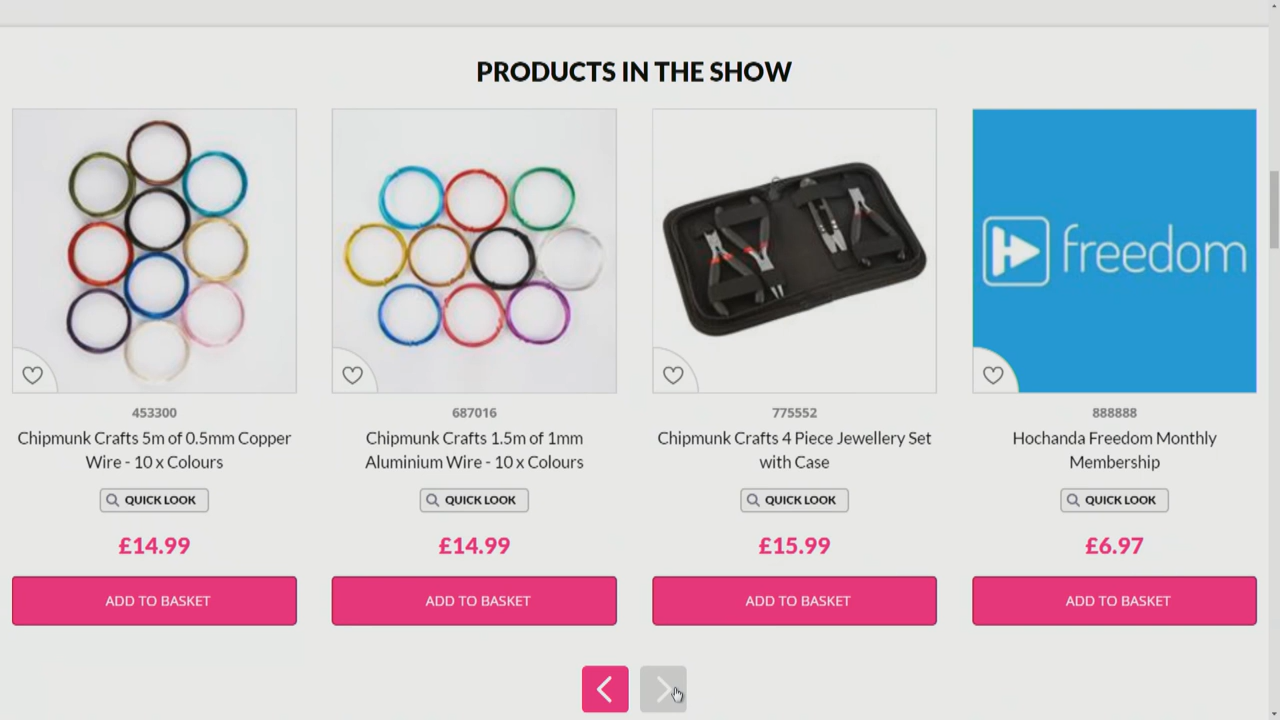 PRODUCTS IN THE SHOW
freedom
453300
687016
775552
888888
Chipmunk Crafts 5m of 0.5mm Copper
Wire - 10 x Colours
Chipmunk Crafts 1.5m of 1mm
Aluminium Wire - 10 x Colours
Chipmunk Crafts 4 Piece Jewellery Set
with Case
Hochanda Freedom Monthly
Membership
QUICK LOOK
QUICK LOOK
QUICK LOOK
QUICK LOOK
£14.99
£14.99
£15.99
£6.97
ADD TO BASKET
ADD TO BASKET
ADD TO BASKET
ADD TO BASKET